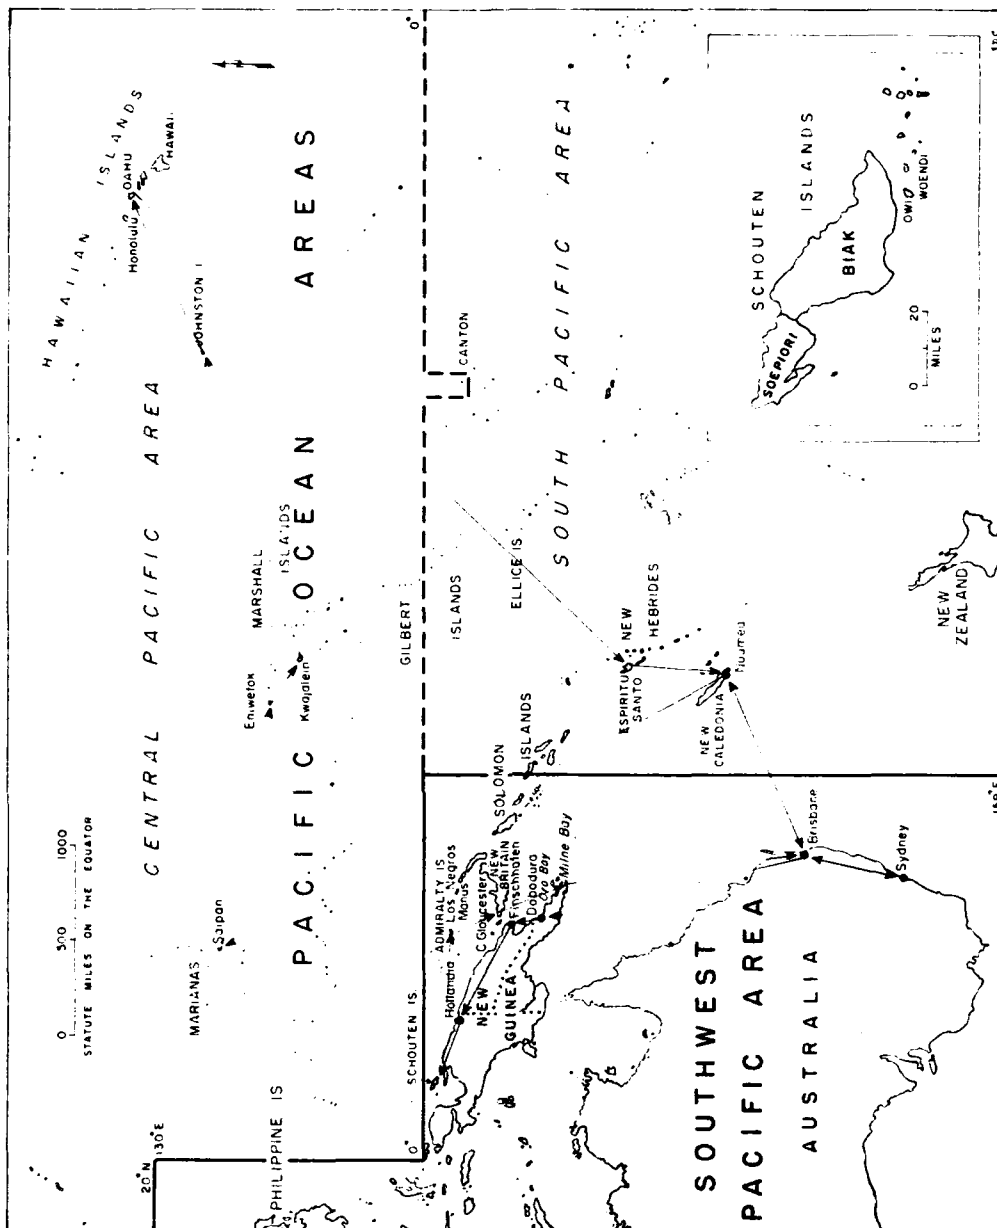 20°N
130°E
0
500
1000
STATUTE MILES ON THE EQUATOR
CENTRAL PACIFIC AREA
HAWAIIAN ISLANDS
Honolulu
OAHU
HAWAII
JOHNSTON I
MARIANAS
Saipan
Eniwetok
MARSHALL
ISLANDS
Kwajalein
PACIFIC OCEAN AREAS
PHILIPPINE IS
0°
0°
SCHOUTEN IS.
GILBERT
ISLANDS
CANTON
ELLICE IS.
SOUTH PACIFIC AREA
Hollandia
ADMIRALTY IS
Los Negros
Manus
C Gloucester
NEW
BRITAIN
Finschhafen
Dobodura
Oro Bay
Milne Bay
NEW
GUINEA
SOLOMON
ISLANDS
ESPIRITU
SANTO
NEW
HEBRIDES
NEW
CALEDONIA
Noumea
NEW
ZEALAND
SOUTHWEST
PACIFIC AREA
AUSTRALIA
Brisbane
Sydney
SCHOUTEN
ISLANDS
SOEPIORI
BIAK
OWI
WOENDI
0
20
MILES